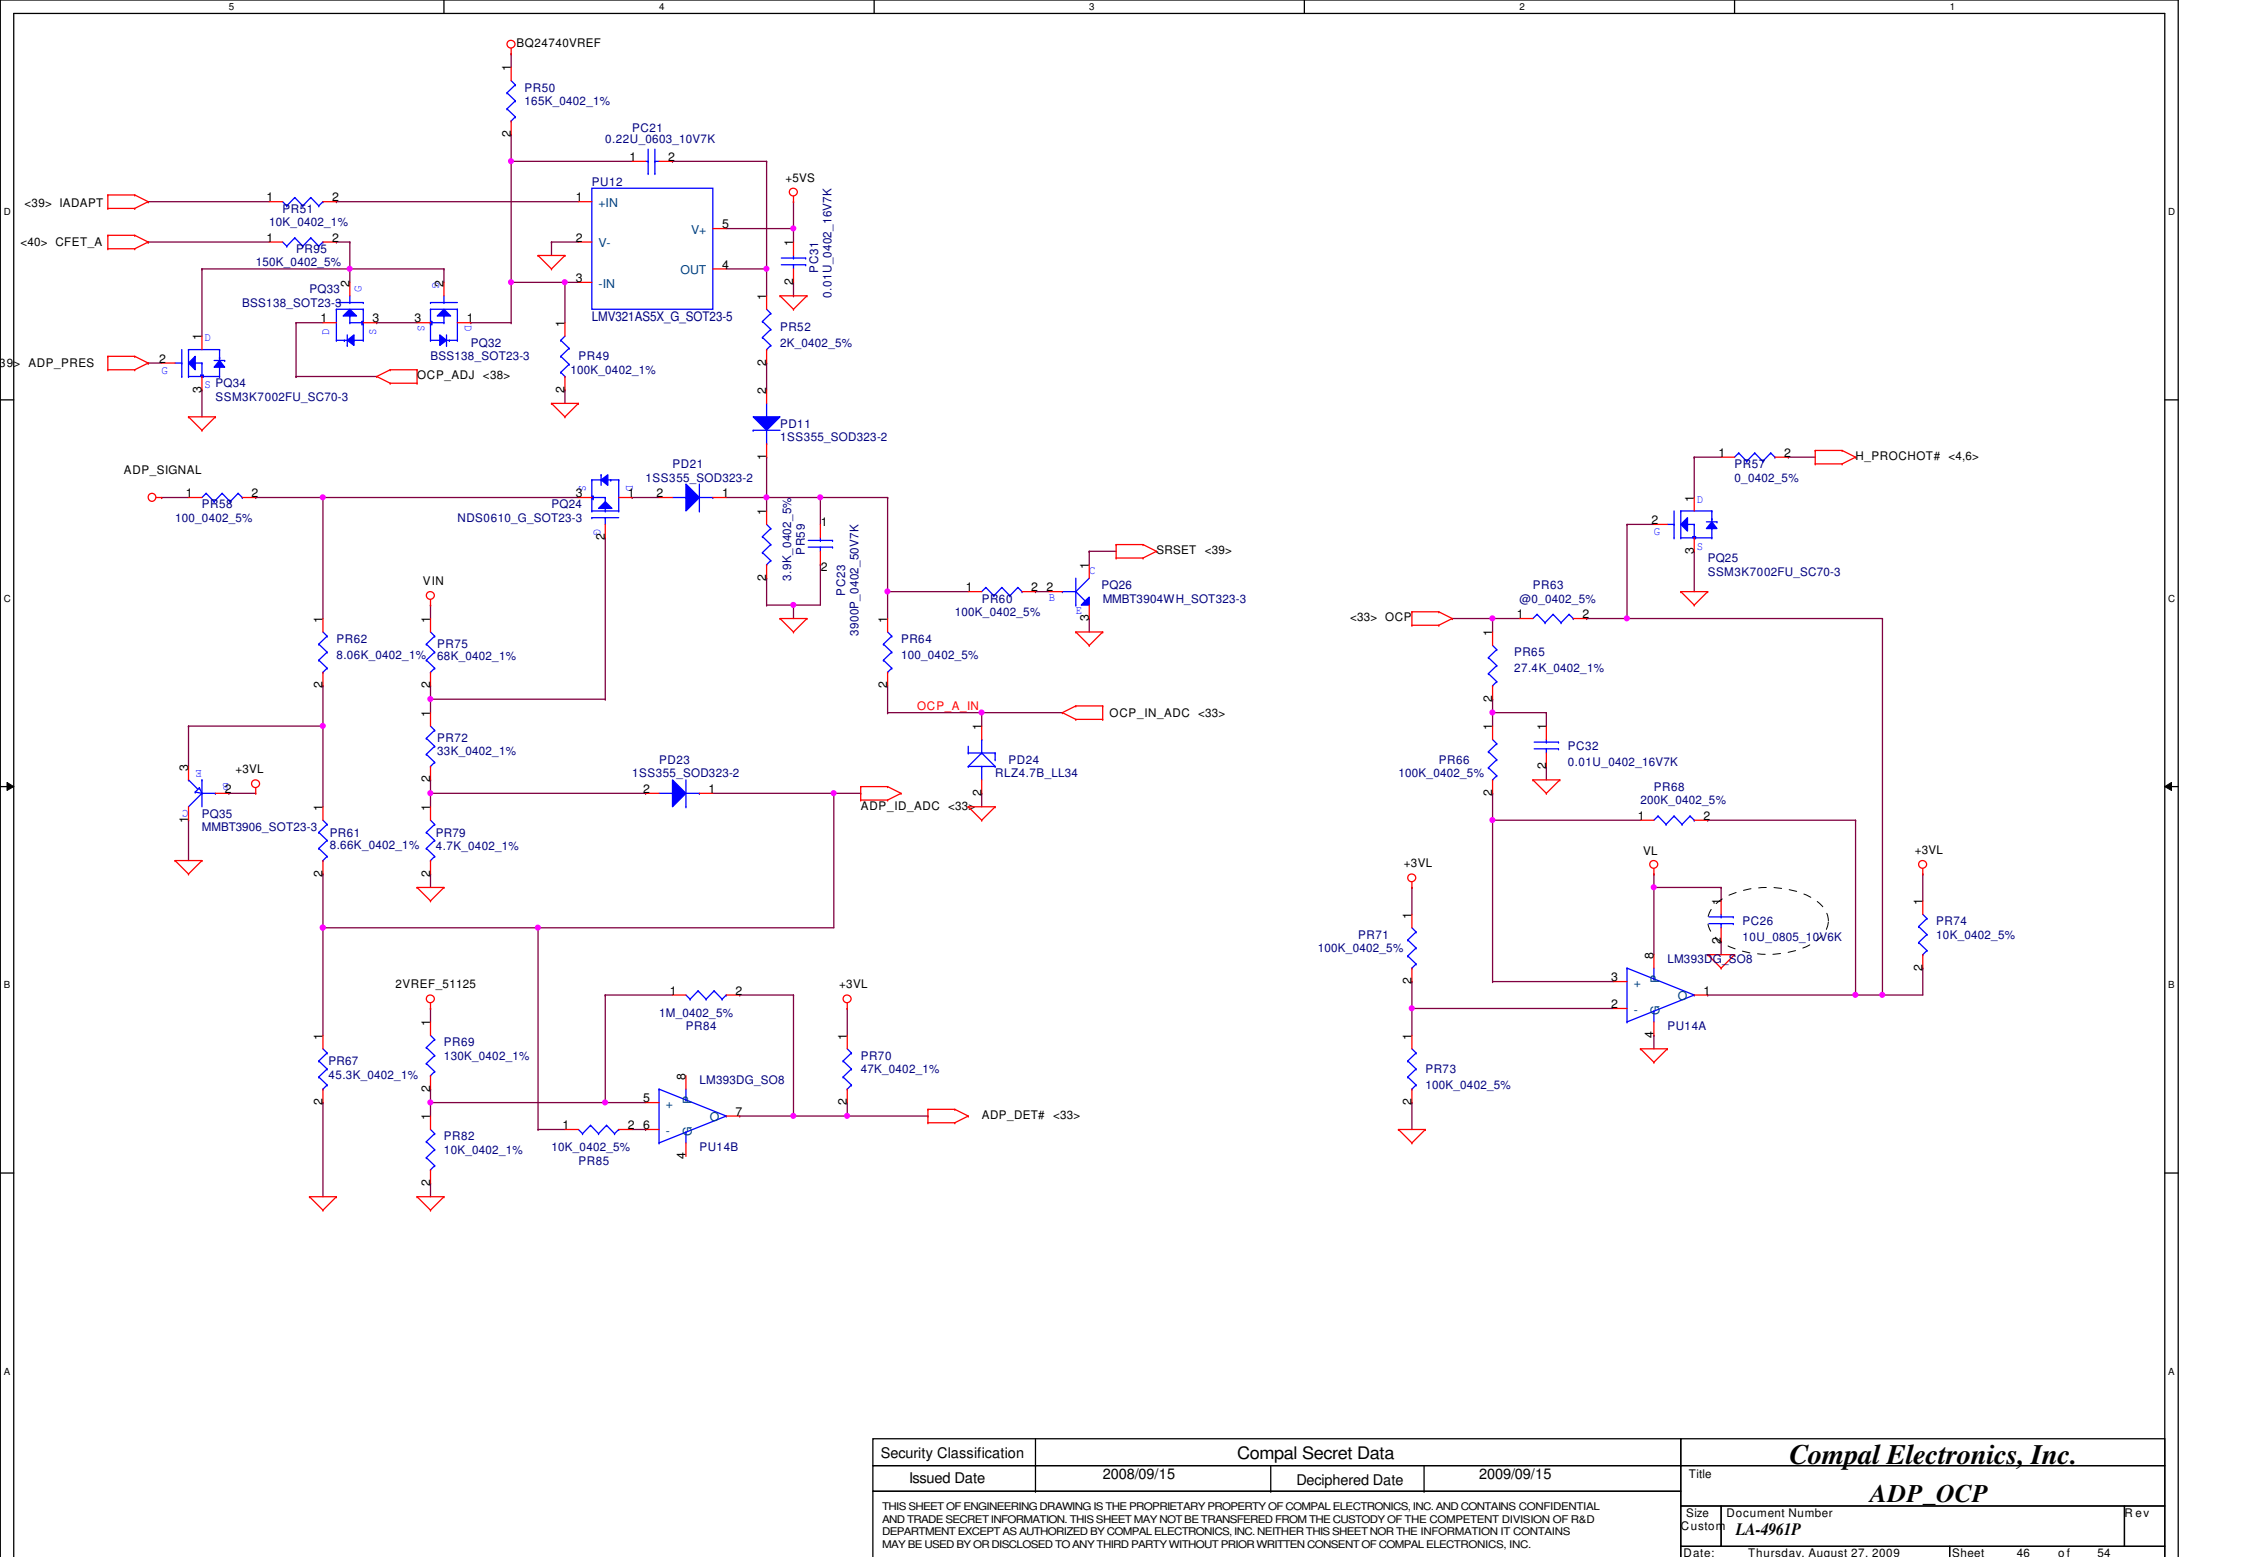 5 4 3 2 1
BQ24740VREF
PR50
165K_0402_1%
PC21
0.22U_0603_10V7K
PU12
+5VS
<39> IADAPT
PR51
10K_0402_1%
+IN
V-
-IN
V+
OUT
LMV321AS5X_G_SOT23-5
PC31
0.01U_0402_16V7K
<40> CFET_A
PR95
150K_0402_5%
PQ33
BSS138_SOT23-3
PQ32
BSS138_SOT23-3
PR52
2K_0402_5%
PR49
100K_0402_1%
39> ADP_PRES
OCP_ADJ <38>
PQ34
SSM3K7002FU_SC70-3
PD11
1SS355_SOD323-2
ADP_SIGNAL
PR58
100_0402_5%
PD21
1SS355_SOD323-2
PQ24
NDS0610_G_SOT23-3
3.9K_0402_5%
PR59
PC23
3900P_0402_50V7K
PR57
0_0402_5%
H_PROCHOT# <4,6>
PQ25
SSM3K7002FU_SC70-3
SRSET <39>
PR60
100K_0402_5%
PQ26
MMBT3904WH_SOT323-3
VIN
PR62
8.06K_0402_1%
PR75
68K_0402_1%
PR64
100_0402_5%
<33> OCP
PR63
@0_0402_5%
PR65
27.4K_0402_1%
OCP_A_IN
OCP_IN_ADC <33>
PR72
33K_0402_1%
PD24
RLZ4.7B_LL34
PR66
100K_0402_5%
PC32
0.01U_0402_16V7K
+3VL
PQ35
MMBT3906_SOT23-3
PD23
1SS355_SOD323-2
ADP_ID_ADC <33>
PR61
8.66K_0402_1%
PR79
4.7K_0402_1%
PR68
200K_0402_5%
+3VL
VL
+3VL
PR71
100K_0402_5%
PC26
10U_0805_10V6K
PR74
10K_0402_5%
LM393DG_SO8
PU14A
PR73
100K_0402_5%
2VREF_51125
PR69
130K_0402_1%
1M_0402_5%
PR84
+3VL
PR70
47K_0402_1%
PR67
45.3K_0402_1%
LM393DG_SO8
PU14B
ADP_DET# <33>
PR82
10K_0402_1%
10K_0402_5%
PR85
Security Classification
Compal Secret Data
Issued Date
2008/09/15
Deciphered Date
2009/09/15
THIS SHEET OF ENGINEERING DRAWING IS THE PROPRIETARY PROPERTY OF COMPAL ELECTRONICS, INC. AND CONTAINS CONFIDENTIAL
AND TRADE SECRET INFORMATION. THIS SHEET MAY NOT BE TRANSFERED FROM THE CUSTODY OF THE COMPETENT DIVISION OF R&D
DEPARTMENT EXCEPT AS AUTHORIZED BY COMPAL ELECTRONICS, INC. NEITHER THIS SHEET NOR THE INFORMATION IT CONTAINS
MAY BE USED BY OR DISCLOSED TO ANY THIRD PARTY WITHOUT PRIOR WRITTEN CONSENT OF COMPAL ELECTRONICS, INC.
Compal Electronics, Inc.
Title
ADP_OCP
Size
Custom
Document Number
LA-4961P
Rev
Date: Thursday, August 27, 2009
Sheet 46 of 54